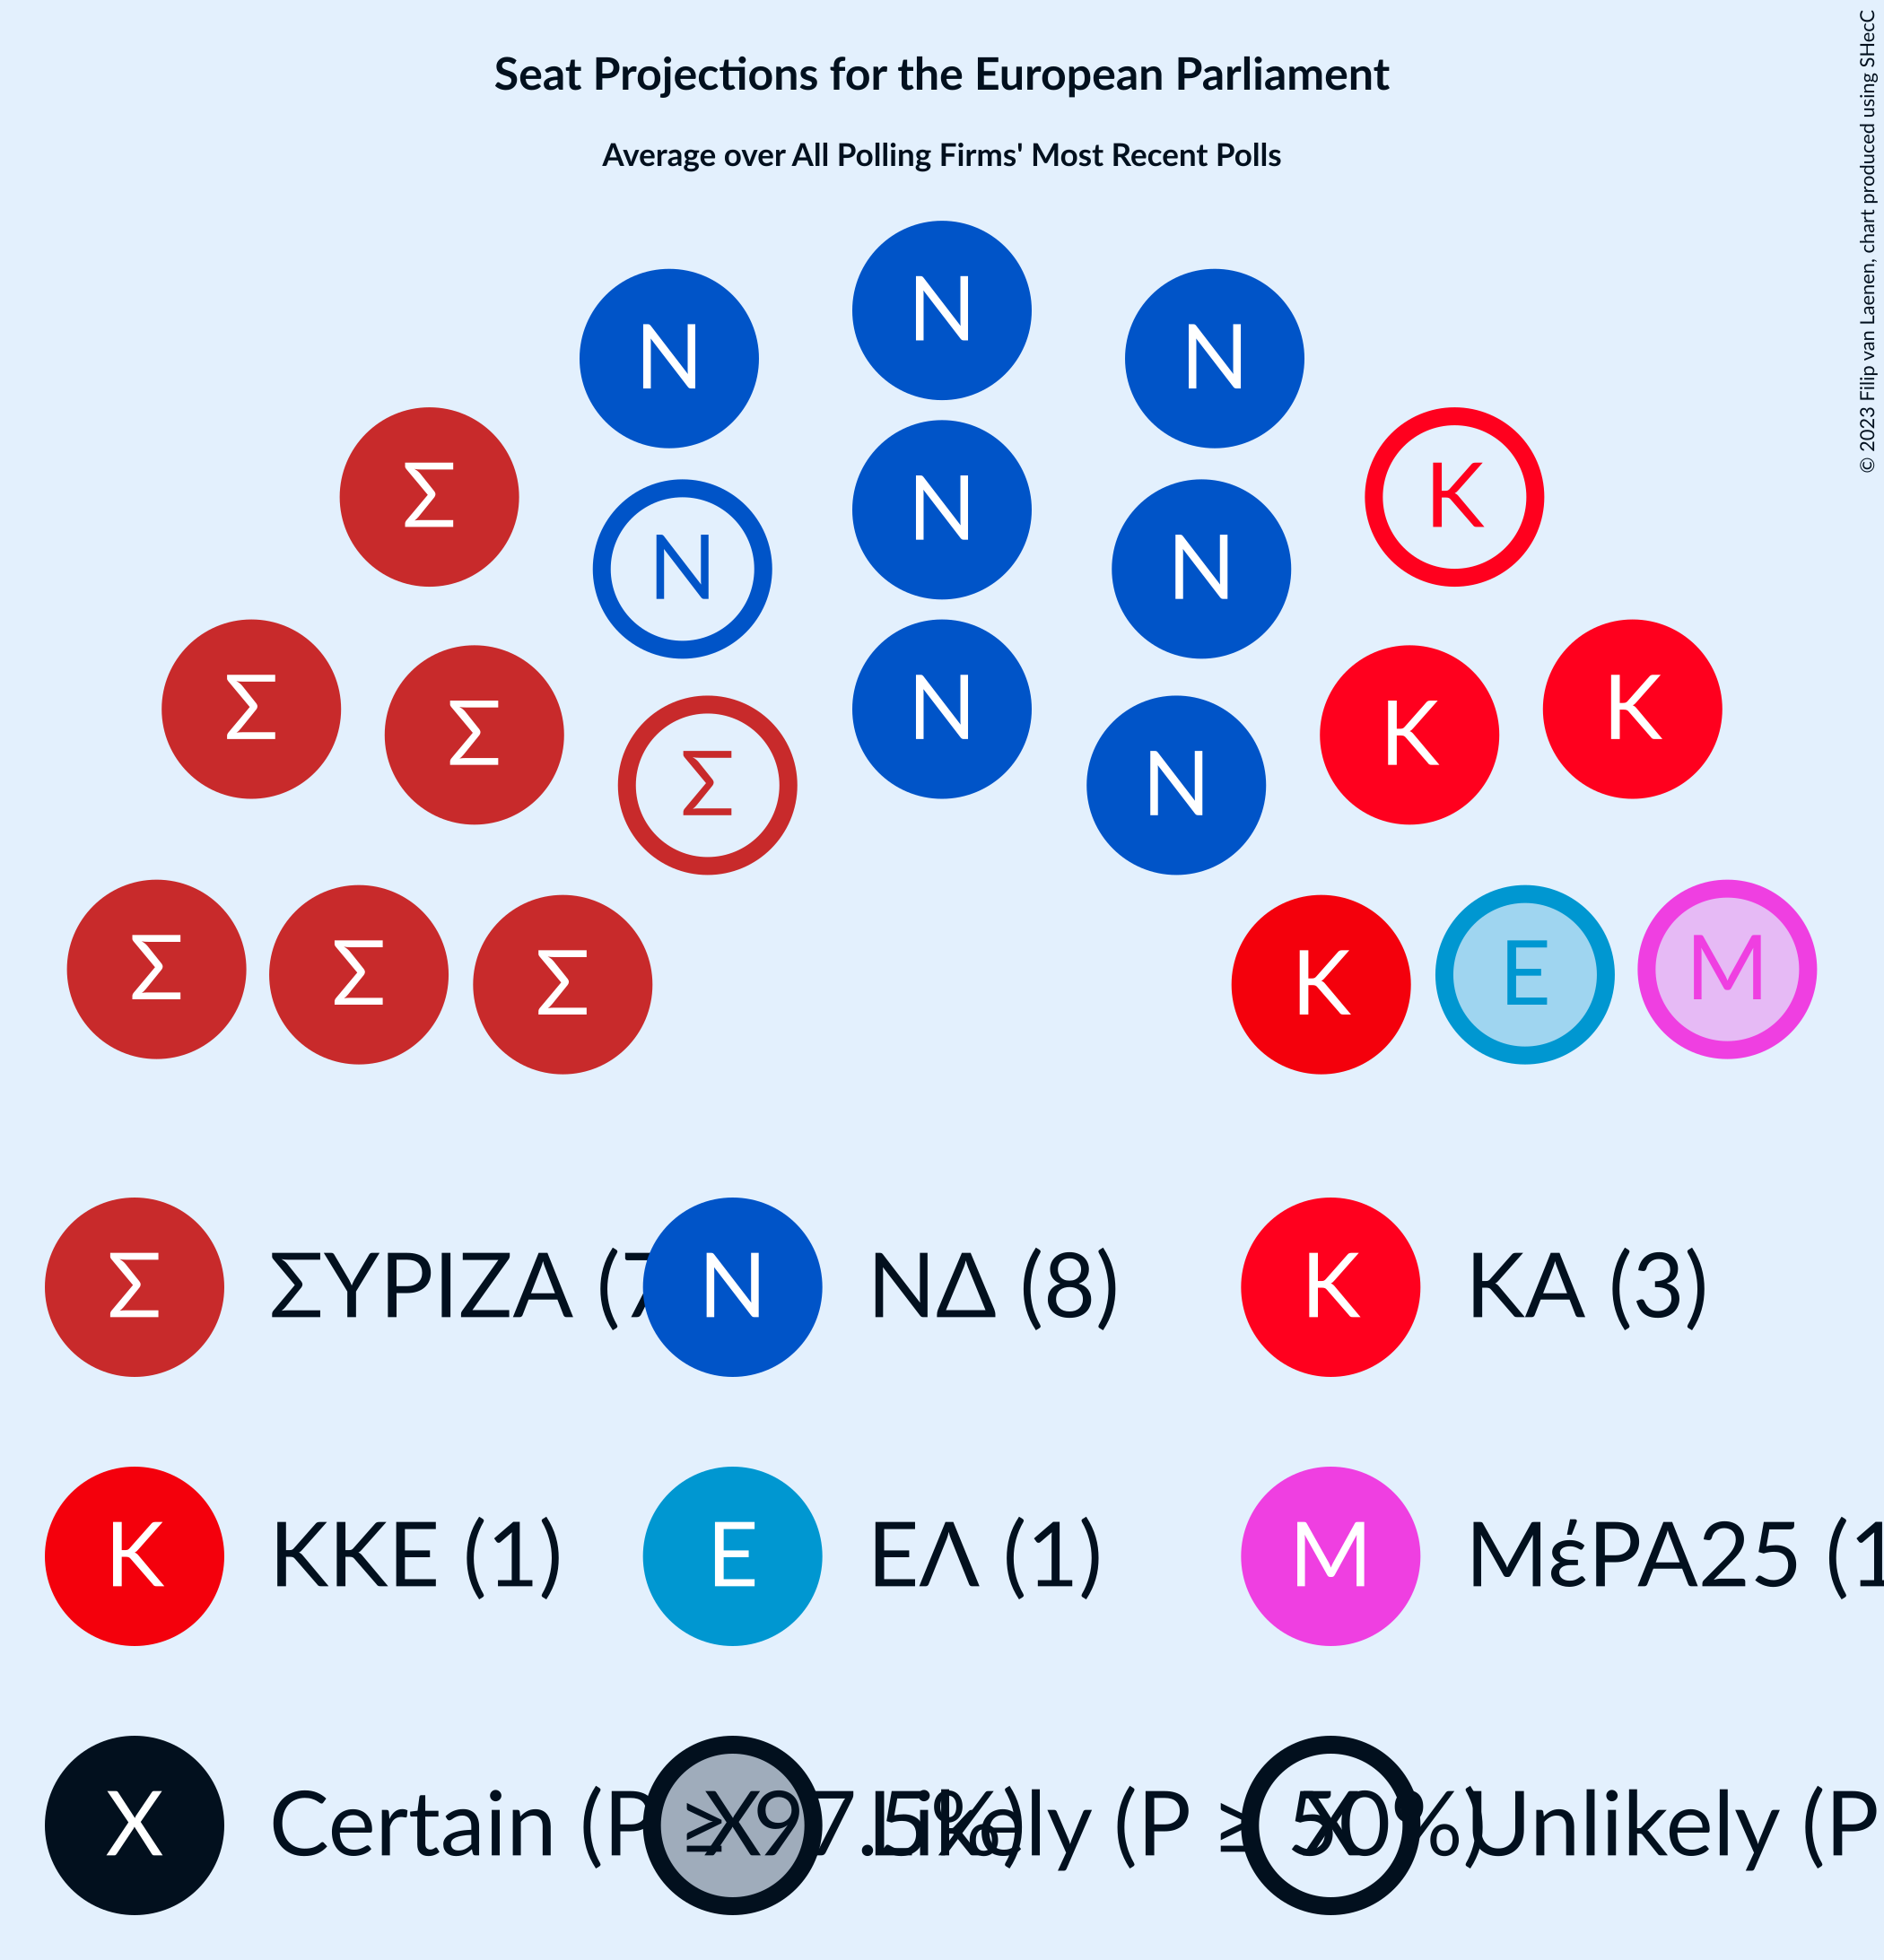 Seat Projections for the European Parliament
Average over All Polling Firms' Most Recent Polls
© 2023 Filip van Laenen, chart produced using SHecC
N
N N
Σ N N N K
Σ Σ Σ N N K K
Σ Σ Σ K E M
Σ ΣΥΡΙΖΑ (7 N ΝΔ (8) K ΚΑ (3)
K ΚΚΕ (1) E ΕΛ (1) M ΜέΡΑ25 (1
X Certain (P ≥ 97.5%) X Likely (P ≥ 50%) X Unlikely (P